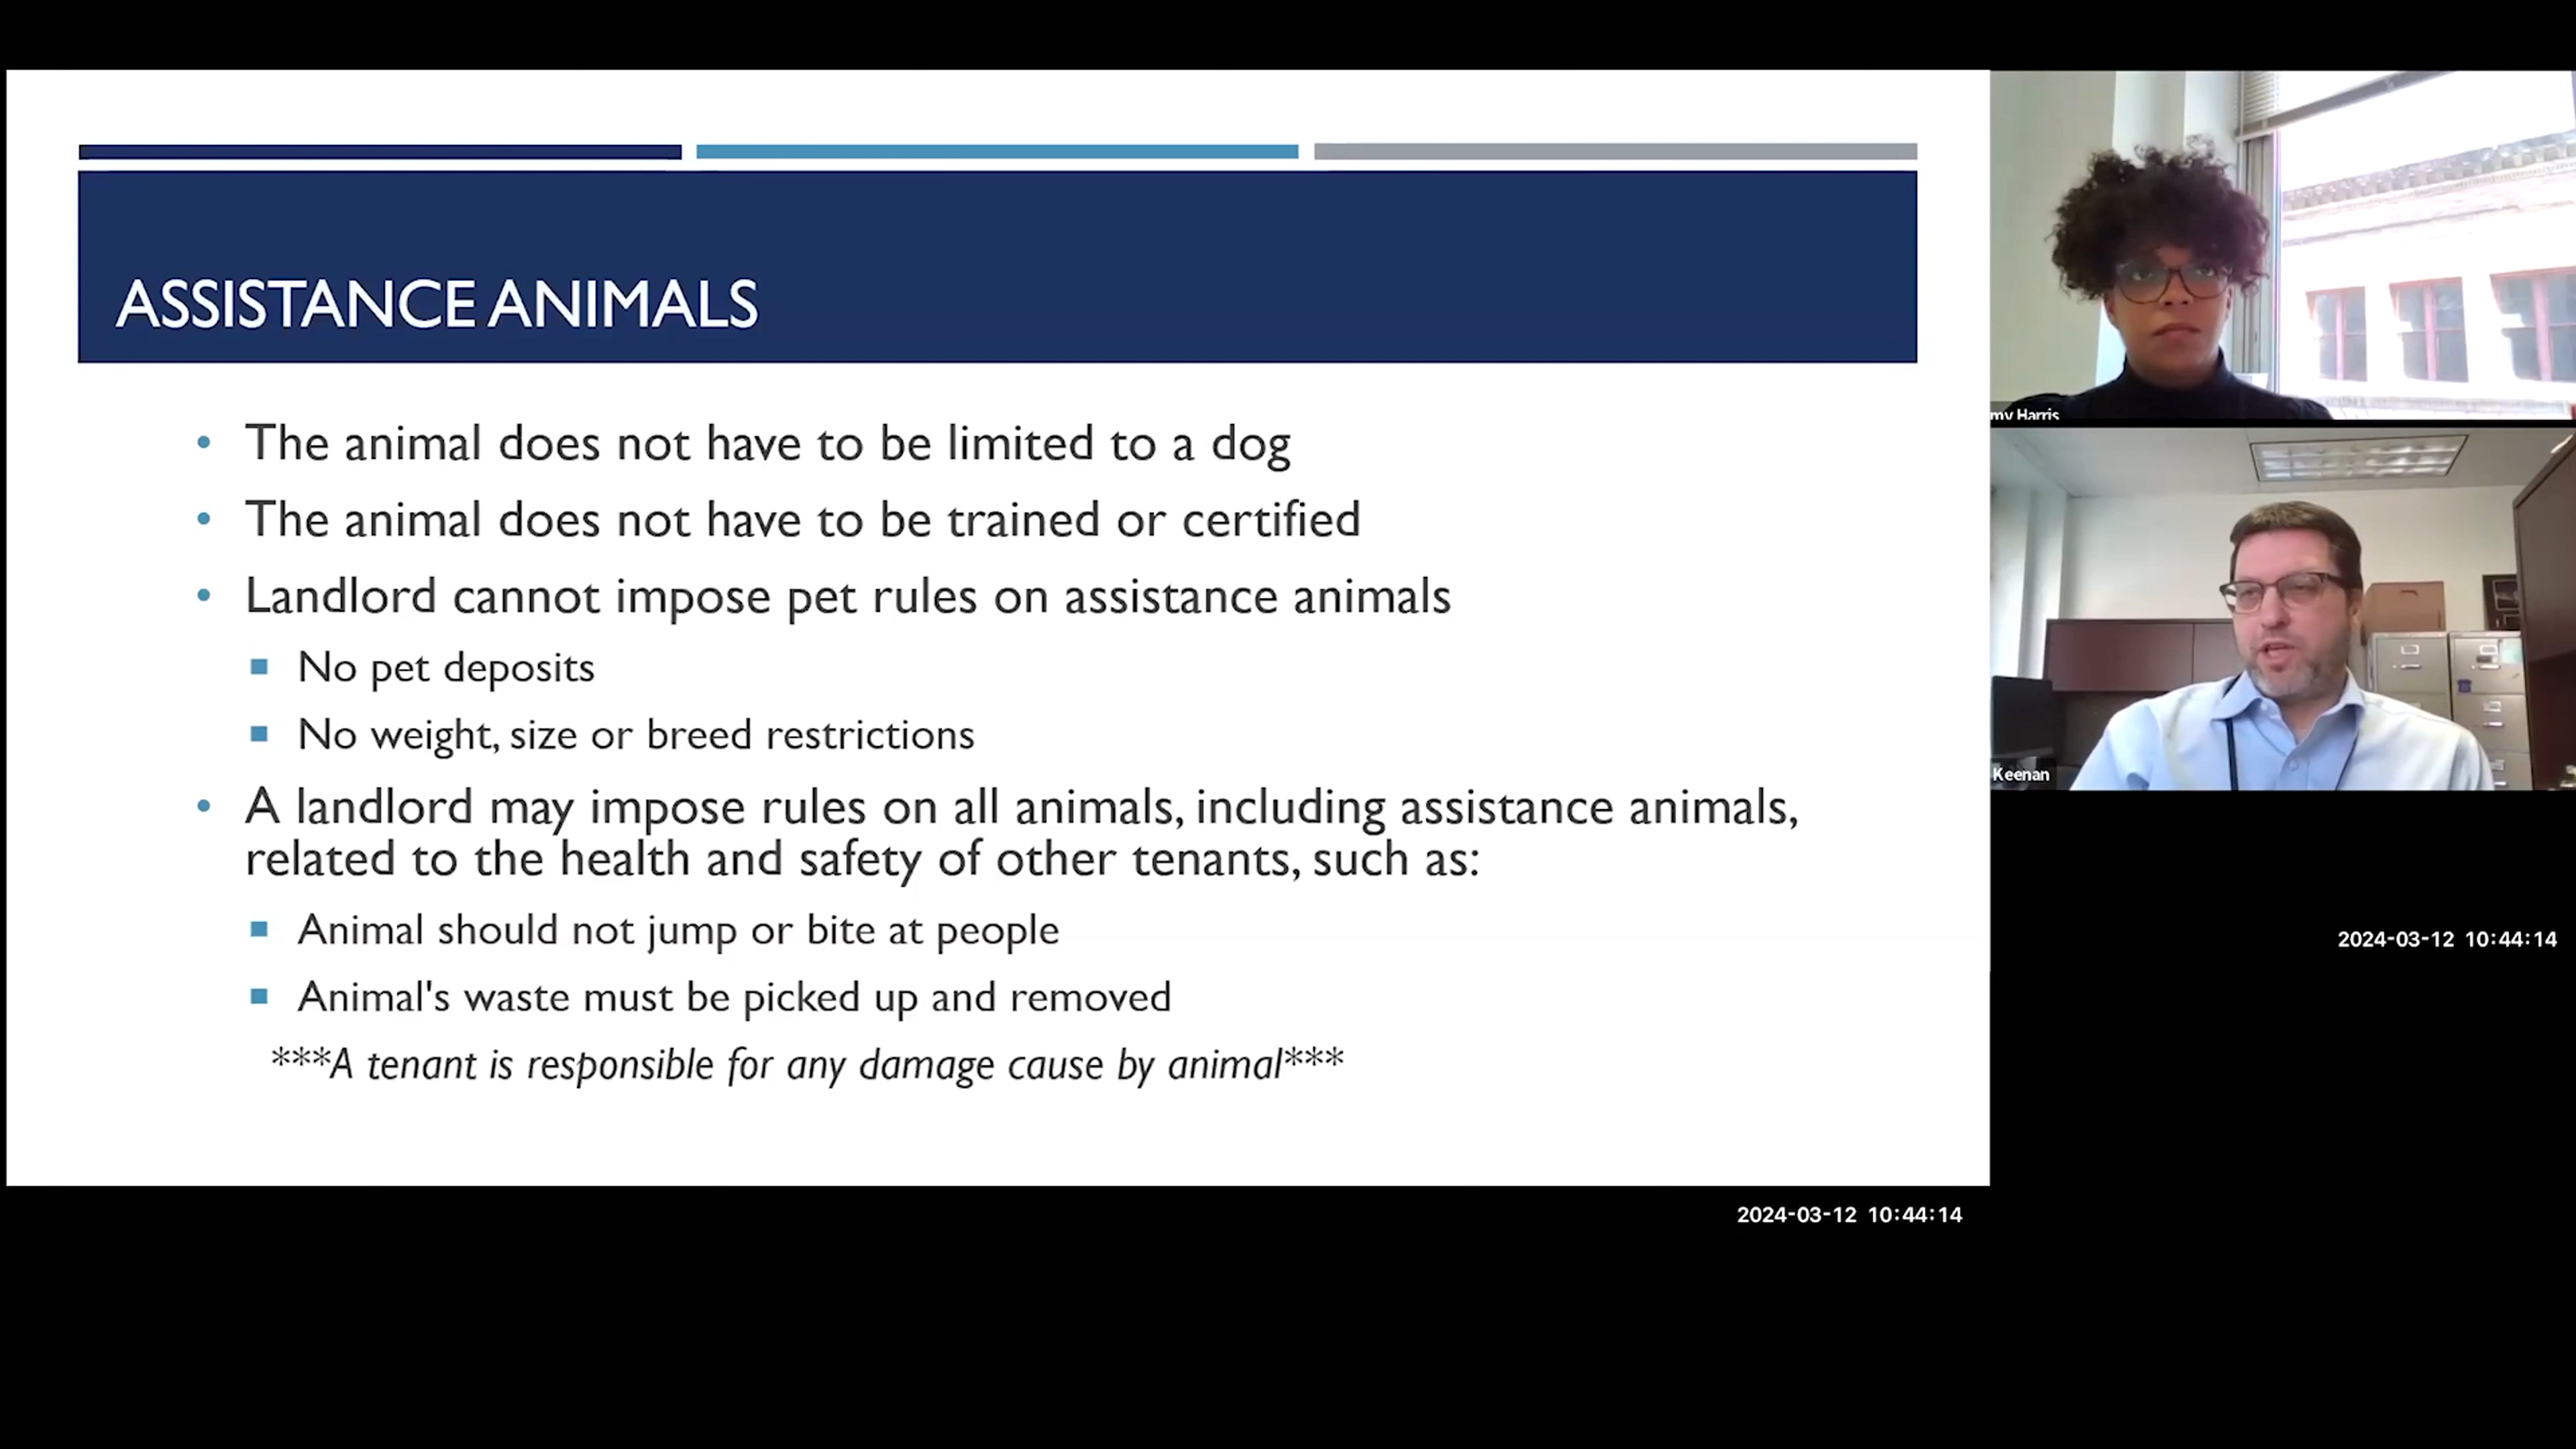 ASSISTANCE ANIMALS
• The animal does not have to be limited to a dog
• The animal does not have to be trained or certified
• Landlord cannot impose pet rules on assistance animals
▪ No pet deposits
▪ No weight, size or breed restrictions
• A landlord may impose rules on all animals, including assistance animals,
related to the health and safety of other tenants, such as:
▪ Animal should not jump or bite at people
▪ Animal's waste must be picked up and removed
***A tenant is responsible for any damage cause by animal***
Harris
Keenan
2024-03-12 10:44:14
2024-03-12 10:44:14